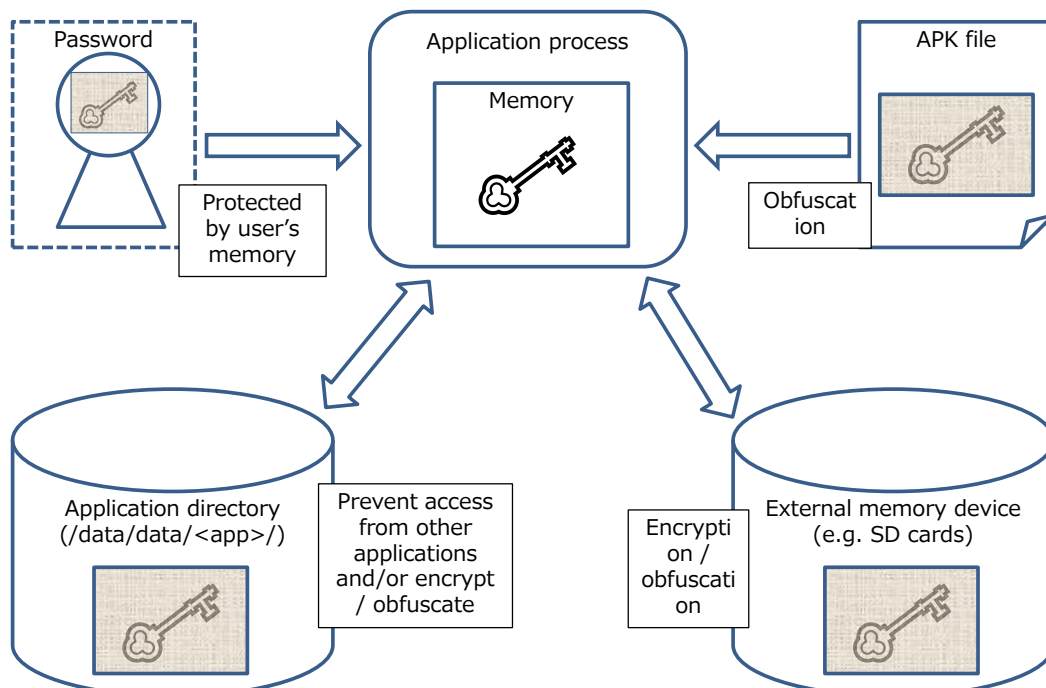 Password
Application process
APK file
Memory
Protected
by user’s
memory
Obfuscat
ion
Application directory
(/data/data/<app>/)
Prevent access
from other
applications
and/or encrypt
/ obfuscate
Encrypti
on /
obfuscati
on
External memory device
(e.g. SD cards)